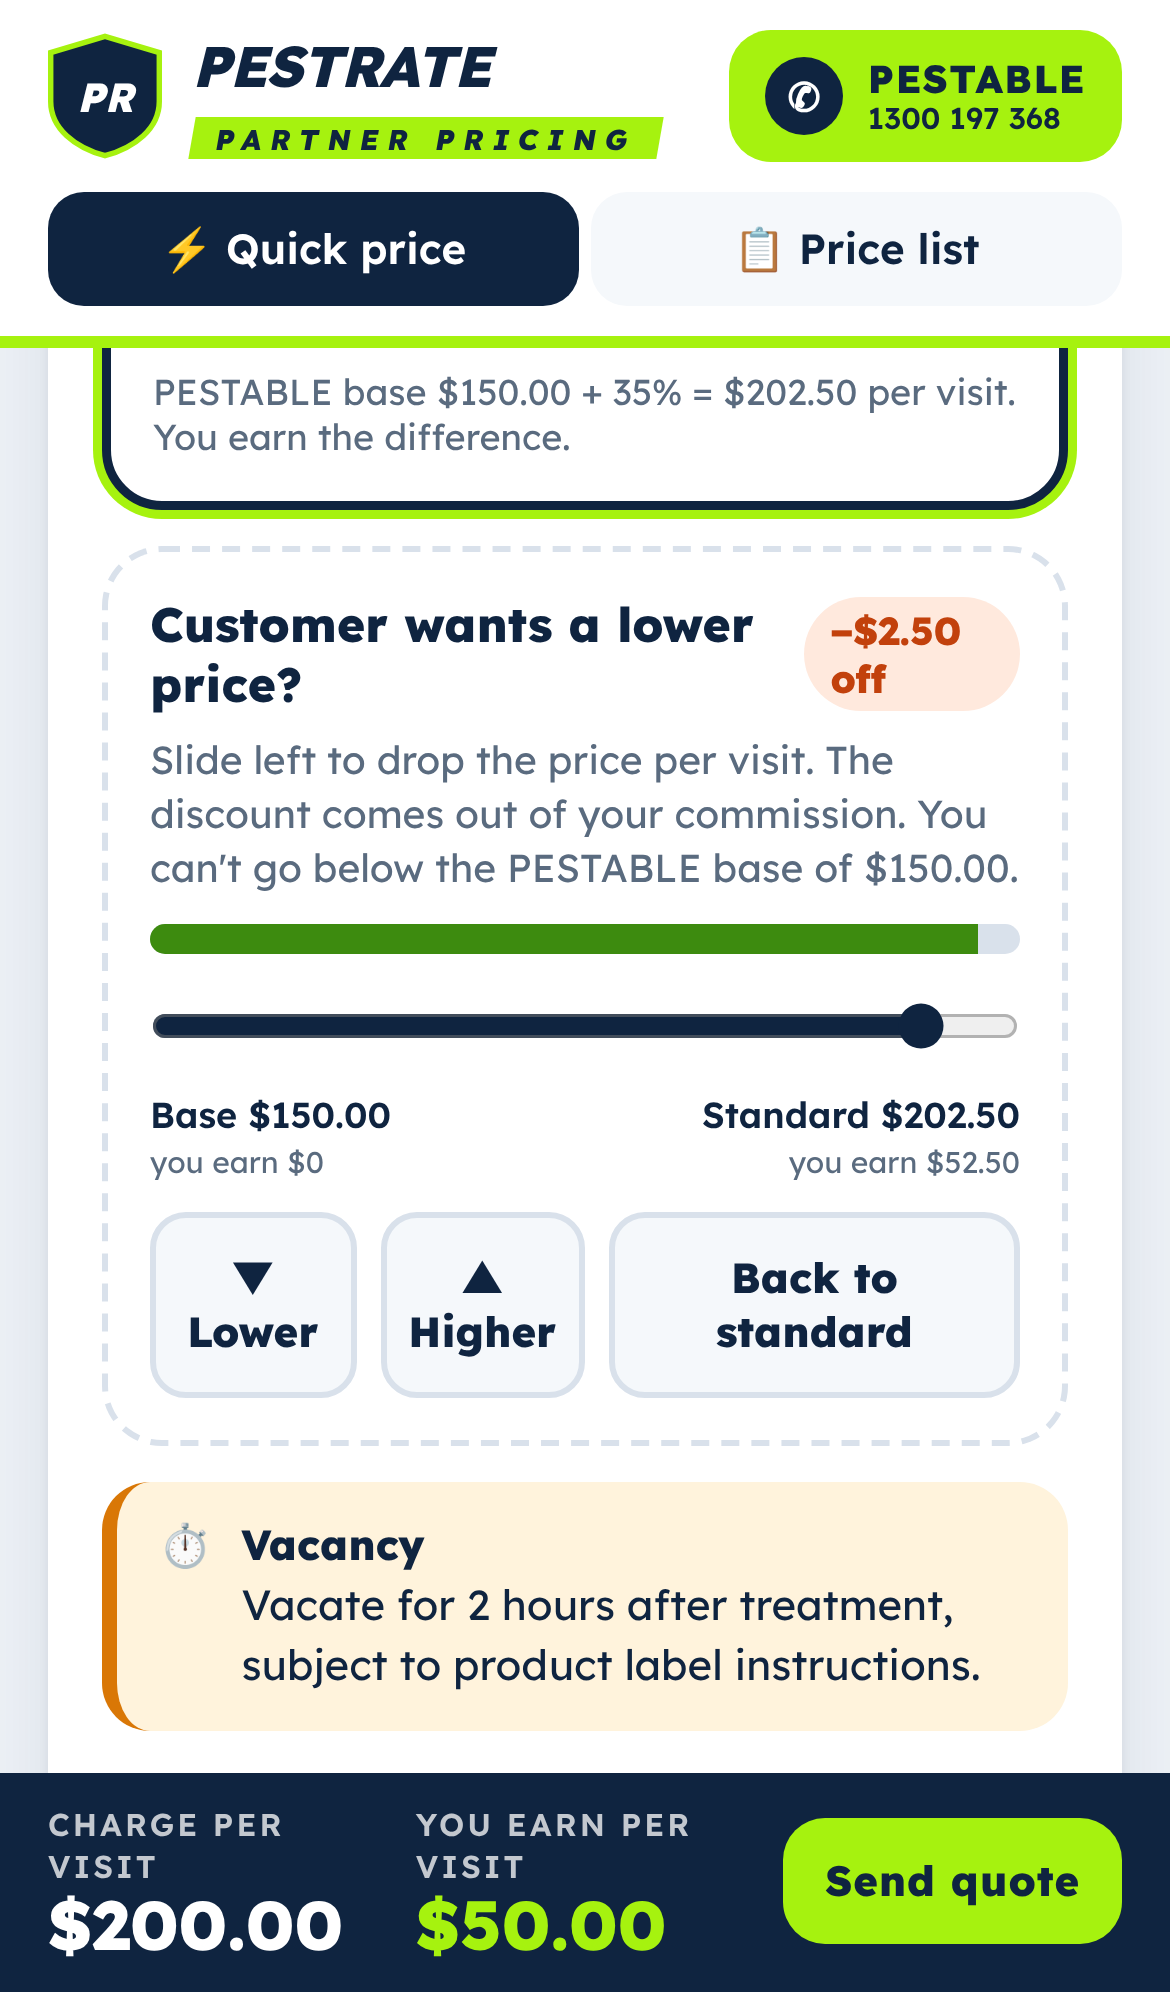 PR
PESTRATE
PARTNER PRICING
PESTABLE
1300 197 368
Quick price
Price list
PESTABLE base $150.00 + 35% = $202.50 per visit.
You earn the difference.
Customer wants a lower
price?
–$2.50
off
Slide left to drop the price per visit. The
discount comes out of your commission. You
can't go below the PESTABLE base of $150.00.
Base $150.00
you earn $0
Standard $202.50
you earn $52.50
▼
Lower
▲
Higher
Back to
standard
Vacancy
Vacate for 2 hours after treatment,
subject to product label instructions.
CHARGE PER
VISIT
$200.00
YOU EARN PER
VISIT
$50.00
Send quote